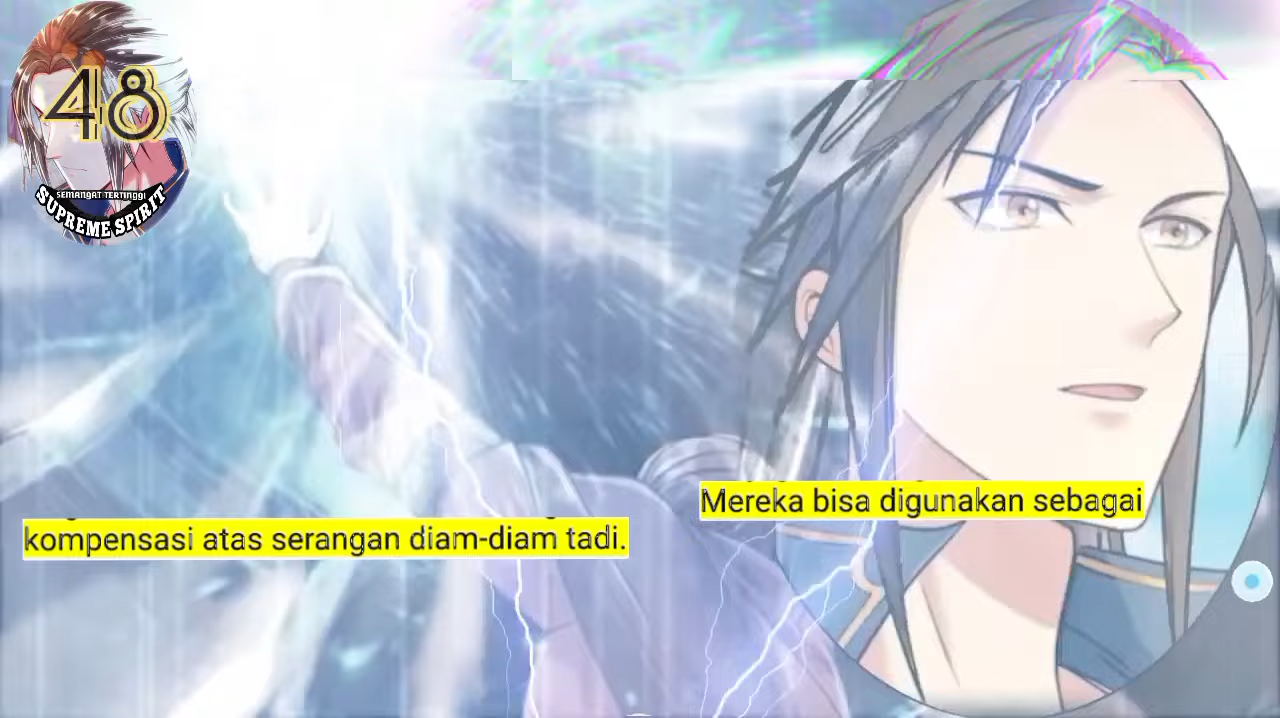 48
SEMANGAT TERTINGGI
SUPREME SPIRIT
Mereka bisa digunakan sebagai
kompensasi atas serangan diam-diam tadi.